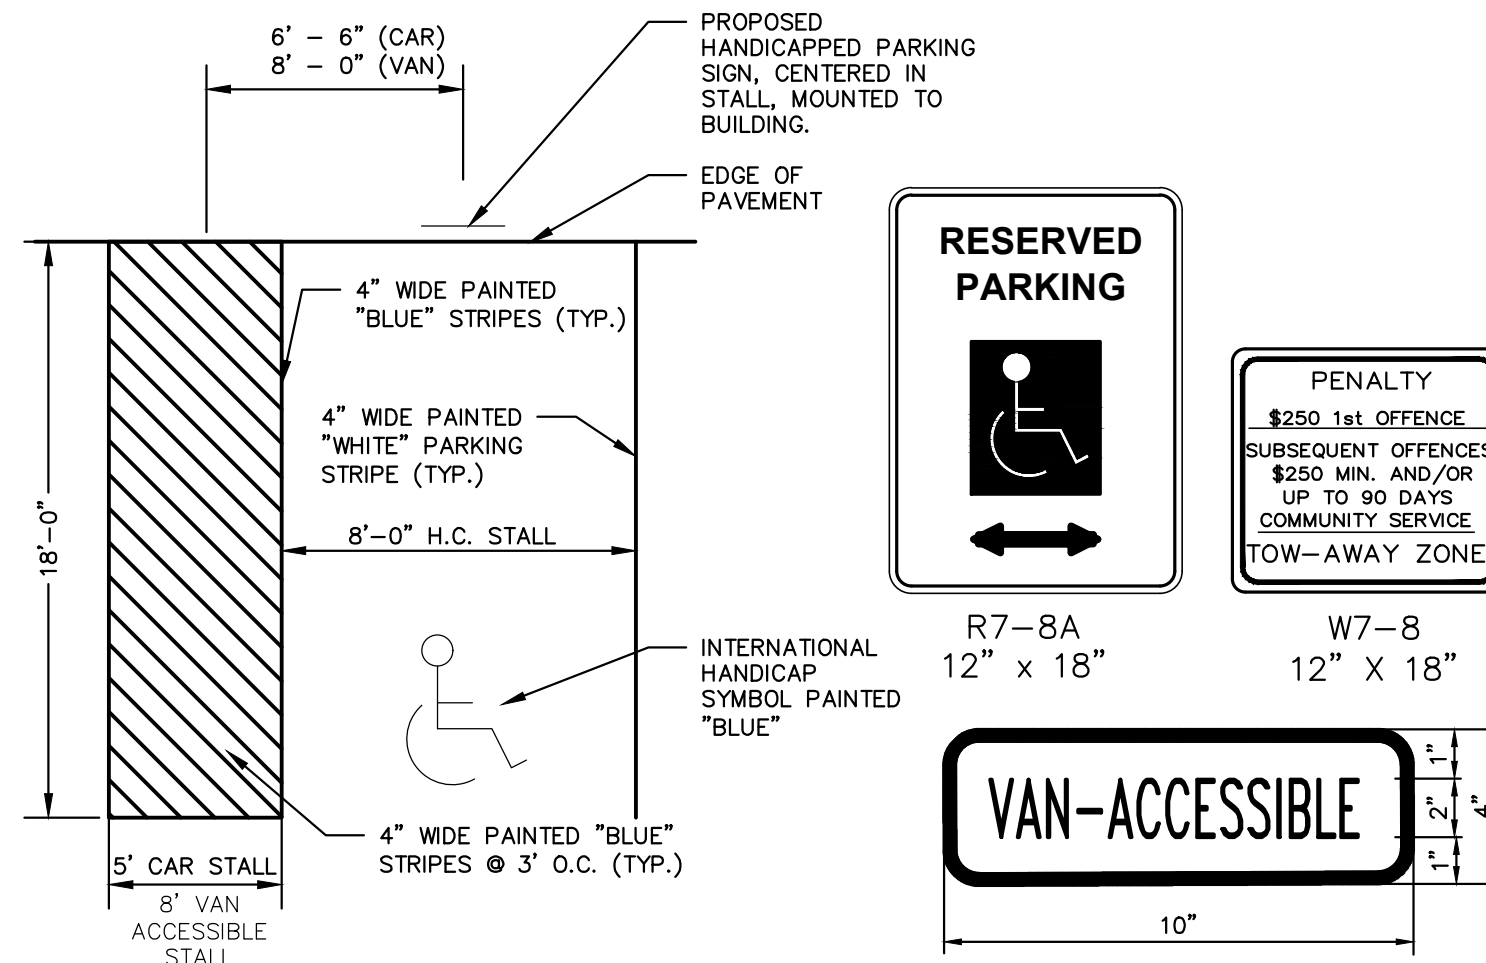 6' - 6" (CAR)
8' - 0" (VAN)
PROPOSED
HANDICAPPED PARKING
SIGN, CENTERED IN
STALL, MOUNTED TO
BUILDING.
EDGE OF
PAVEMENT
4" WIDE PAINTED
"BLUE" STRIPES (TYP.)
4" WIDE PAINTED
"WHITE" PARKING
STRIPE (TYP.)
18'-0"
8'-0" H.C. STALL
INTERNATIONAL
HANDICAP
SYMBOL PAINTED
"BLUE"
4" WIDE PAINTED "BLUE"
STRIPES @ 3' O.C. (TYP.)
5' CAR STALL
8' VAN
ACCESSIBLE
STALL
RESERVED
PARKING
R7-8A
12" x 18"
PENALTY
$250 1st OFFENCE
SUBSEQUENT OFFENCES
$250 MIN. AND/OR
UP TO 90 DAYS
COMMUNITY SERVICE
TOW-AWAY ZONE
W7-8
12" X 18"
VAN-ACCESSIBLE
1"
2"
1"
4"
10"